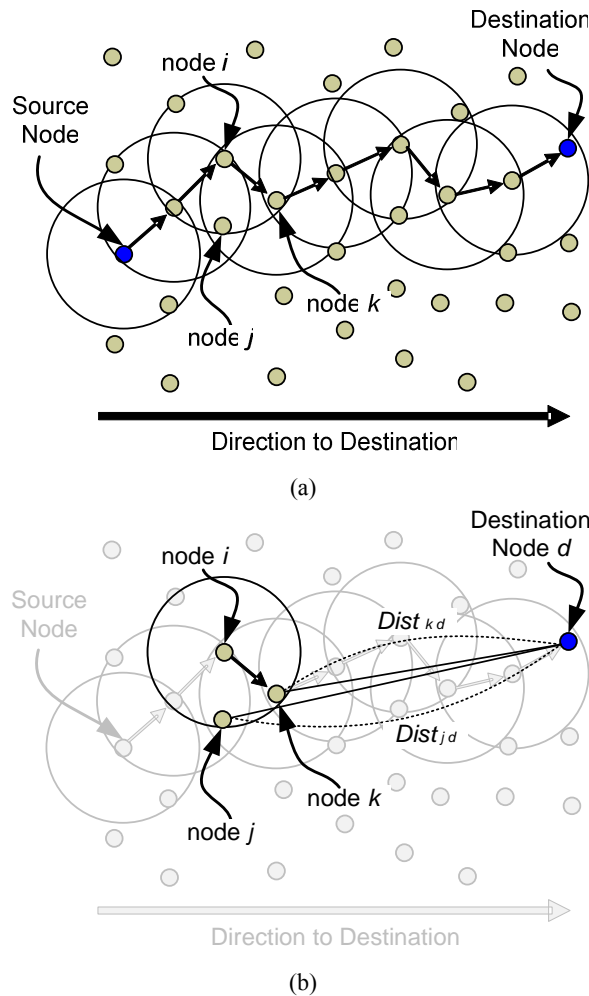 Destination
Node
node i
Source
Node
node k
node j
Direction to Destination
(a)
Destination
Node d
node i
Source
Node
Dist k d
Dist j d
node k
node j
Direction to Destination
(b)